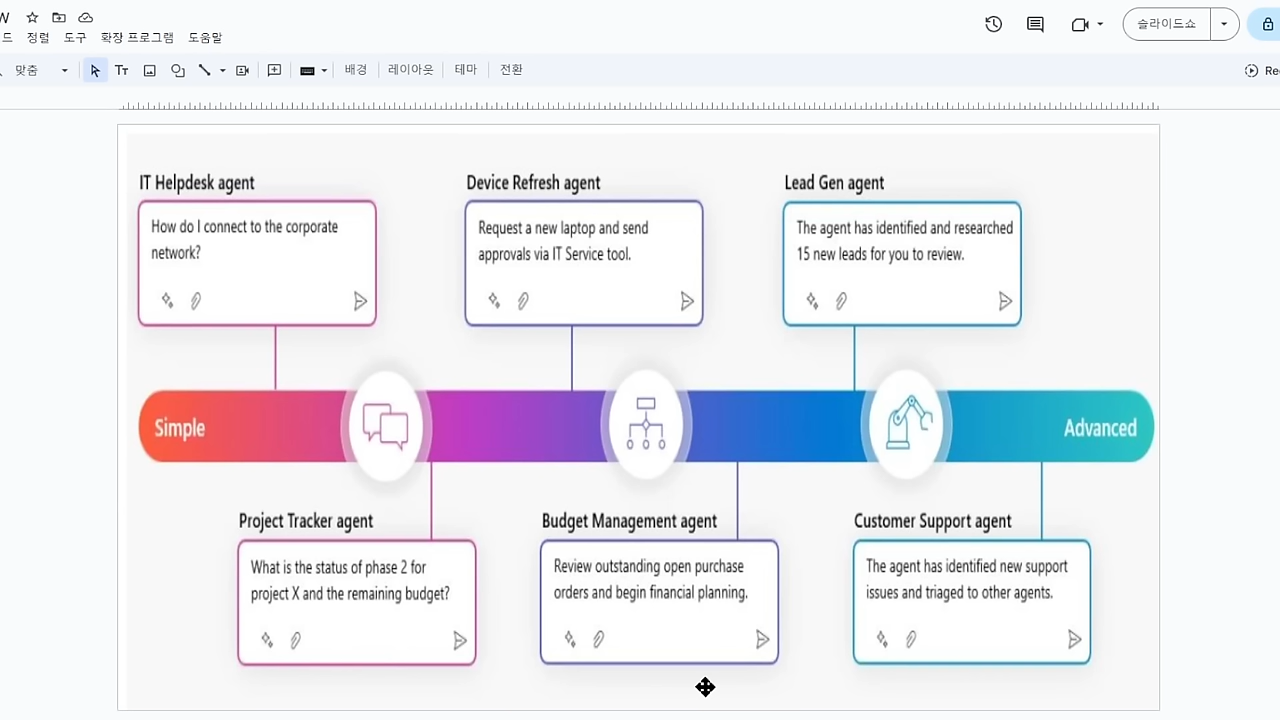 정렬
도구
확장 프로그램
도움말
슬라이드쇼
맞춤
배경
레이아웃
테마
전환
IT Helpdesk agent
How do I connect to the corporate
network?
Device Refresh agent
Request a new laptop and send
approvals via IT Service tool.
Lead Gen agent
The agent has identified and researched
15 new leads for you to review.
Simple
Advanced
Project Tracker agent
What is the status of phase 2 for
project X and the remaining budget?
Budget Management agent
Review outstanding open purchase
orders and begin financial planning.
Customer Support agent
The agent has identified new support
issues and triaged to other agents.